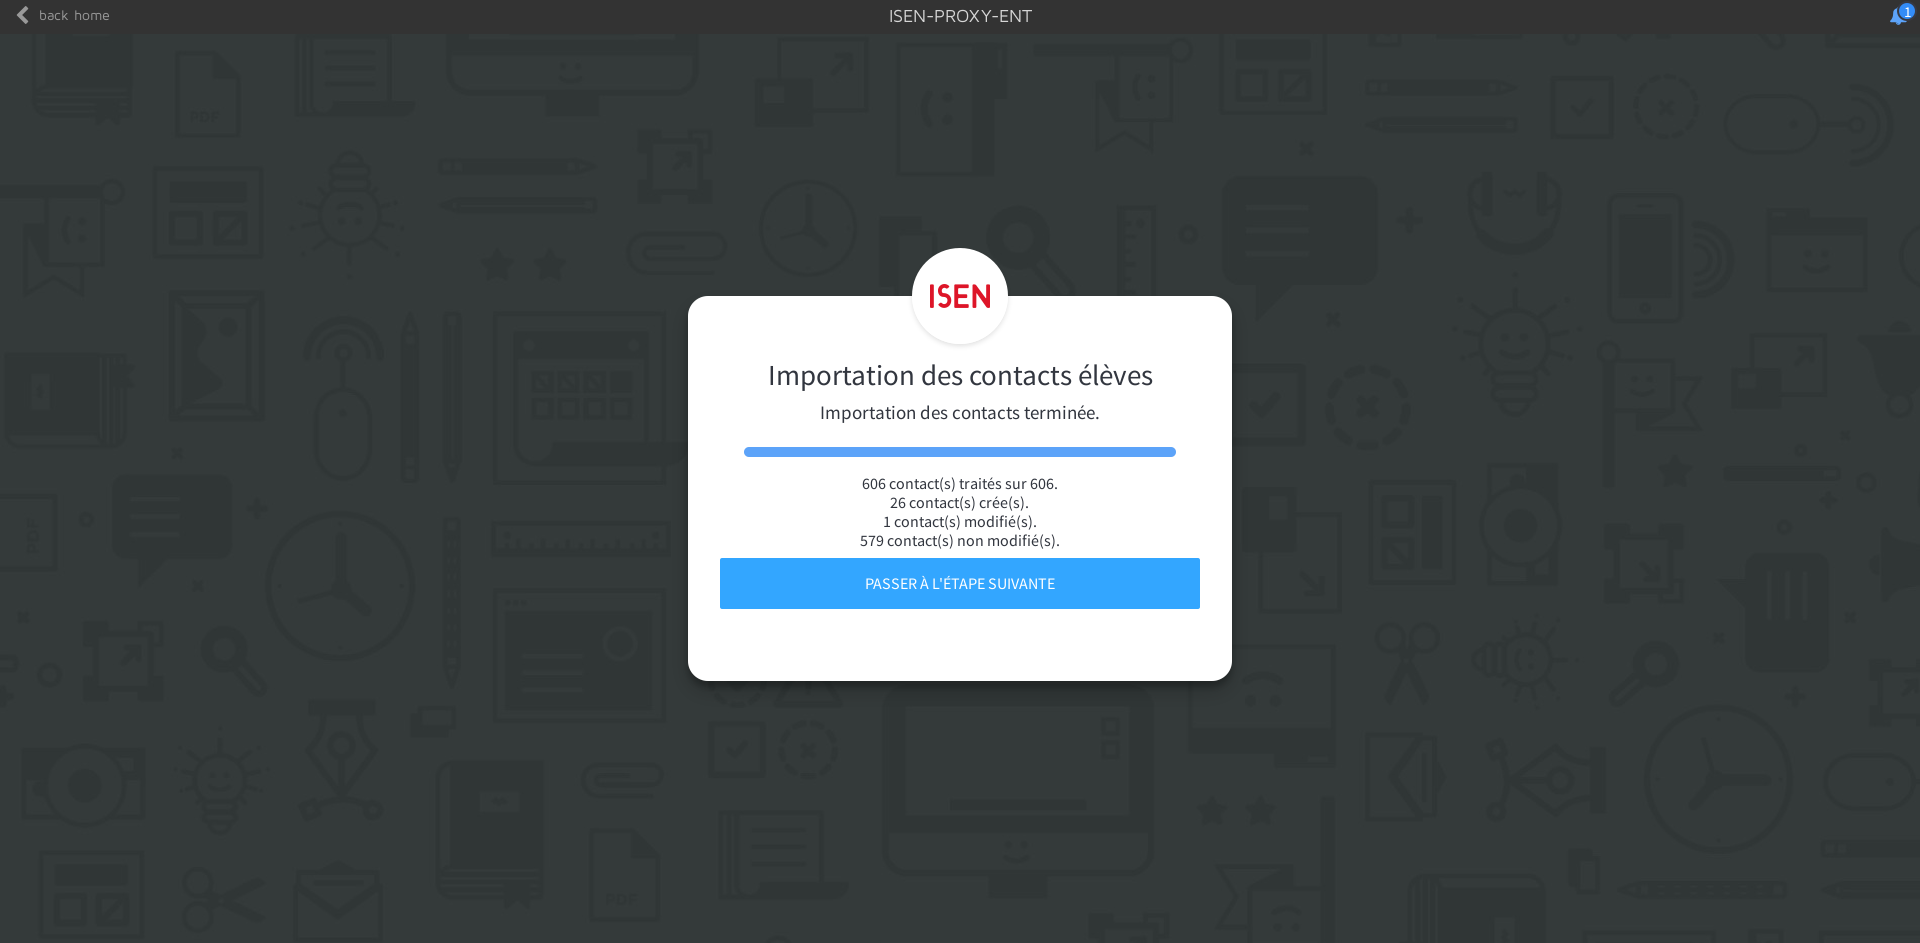 back home
ISEN-PROXY-ENT
1
PDF
ISEN
Importation des contacts élèves
Importation des contacts terminée.
606 contact(s) traités sur 606.
26 contact(s) crée(s).
1 contact(s) modifié(s).
579 contact(s) non modifié(s).
PASSER À L'ÉTAPE SUIVANTE
PDF
PDF